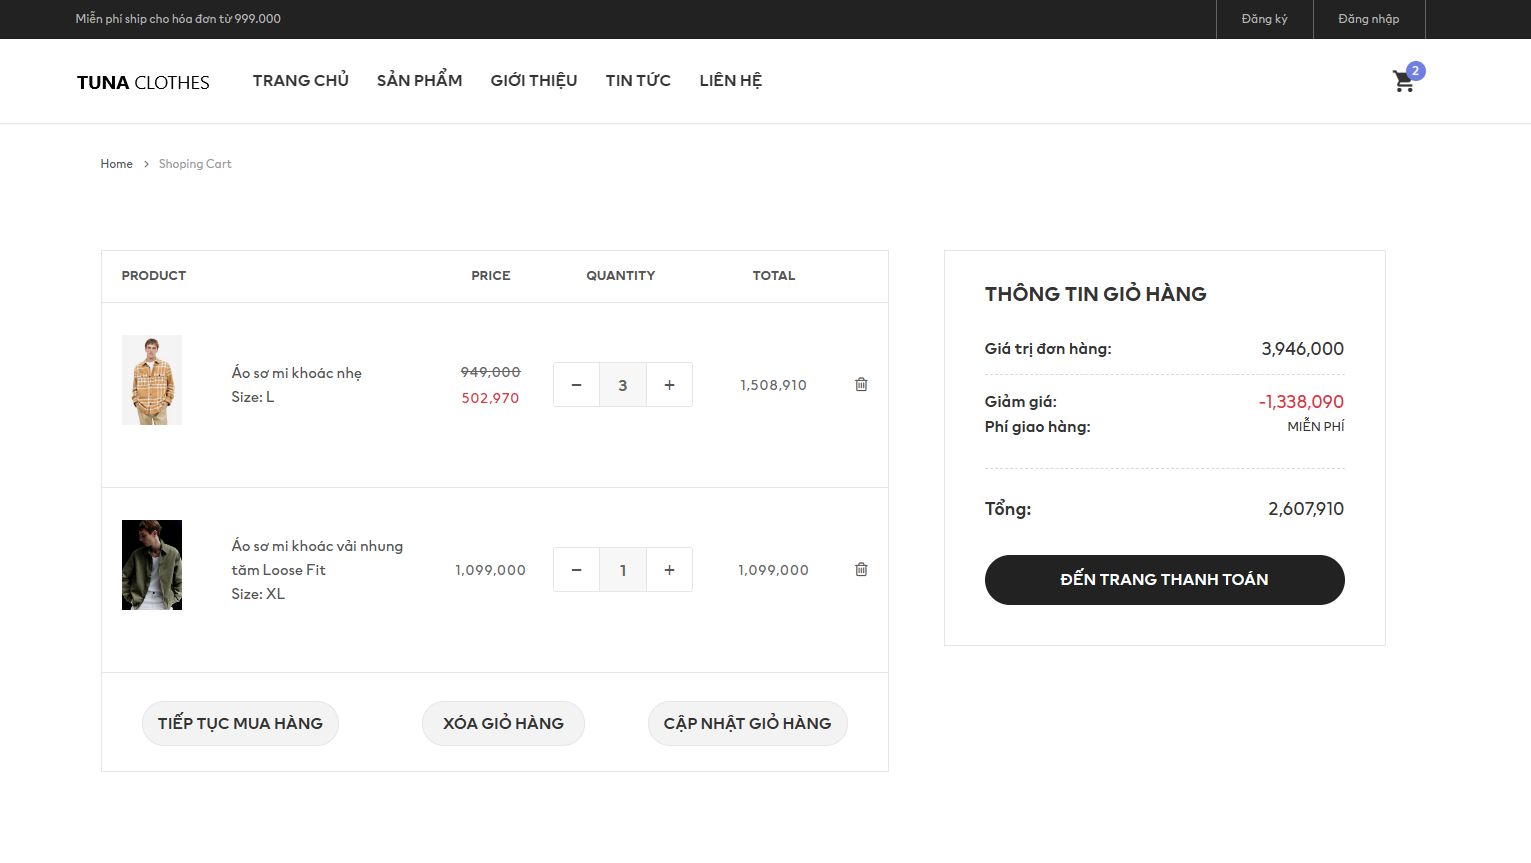 Miễn phí ship cho hóa đơn từ 999.000
Đăng ký
Đăng nhập
TUNA CLOTHES
TRANG CHỦ
SẢN PHẨM
GIỚI THIỆU
TIN TỨC
LIÊN HỆ
2
Home > Shoping Cart
PRODUCT PRICE QUANTITY TOTAL
Áo sơ mi khoác nhẹ
Size: L
949,000
502,970
− 3 +
1,508,910
Áo sơ mi khoác vải nhung
tăm Loose Fit
Size: XL
1,099,000
− 1 +
1,099,000
TIẾP TỤC MUA HÀNG
XÓA GIỎ HÀNG
CẬP NHẬT GIỎ HÀNG
THÔNG TIN GIỎ HÀNG
Giá trị đơn hàng: 3,946,000
Giảm giá: -1,338,090
Phí giao hàng: MIỄN PHÍ
Tổng: 2,607,910
ĐẾN TRANG THANH TOÁN